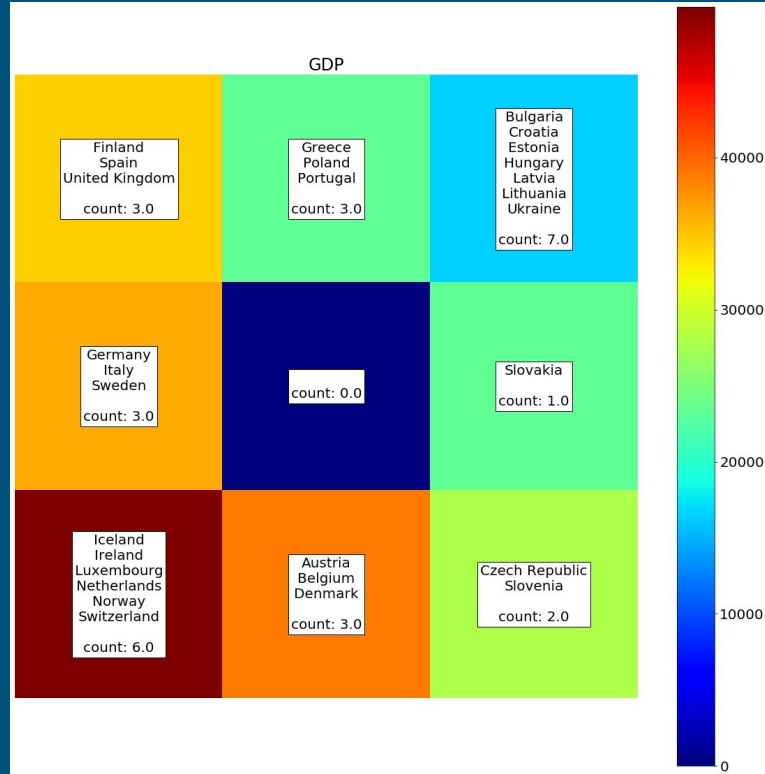 GDP
Finland
Spain
United Kingdom
count: 3.0
Greece
Poland
Portugal
count: 3.0
Bulgaria
Croatia
Estonia
Hungary
Latvia
Lithuania
Ukraine
count: 7.0
Germany
Italy
Sweden
count: 3.0
count: 0.0
Slovakia
count: 1.0
Iceland
Ireland
Luxembourg
Netherlands
Norway
Switzerland
count: 6.0
Austria
Belgium
Denmark
count: 3.0
Czech Republic
Slovenia
count: 2.0
40000
30000
20000
10000
0